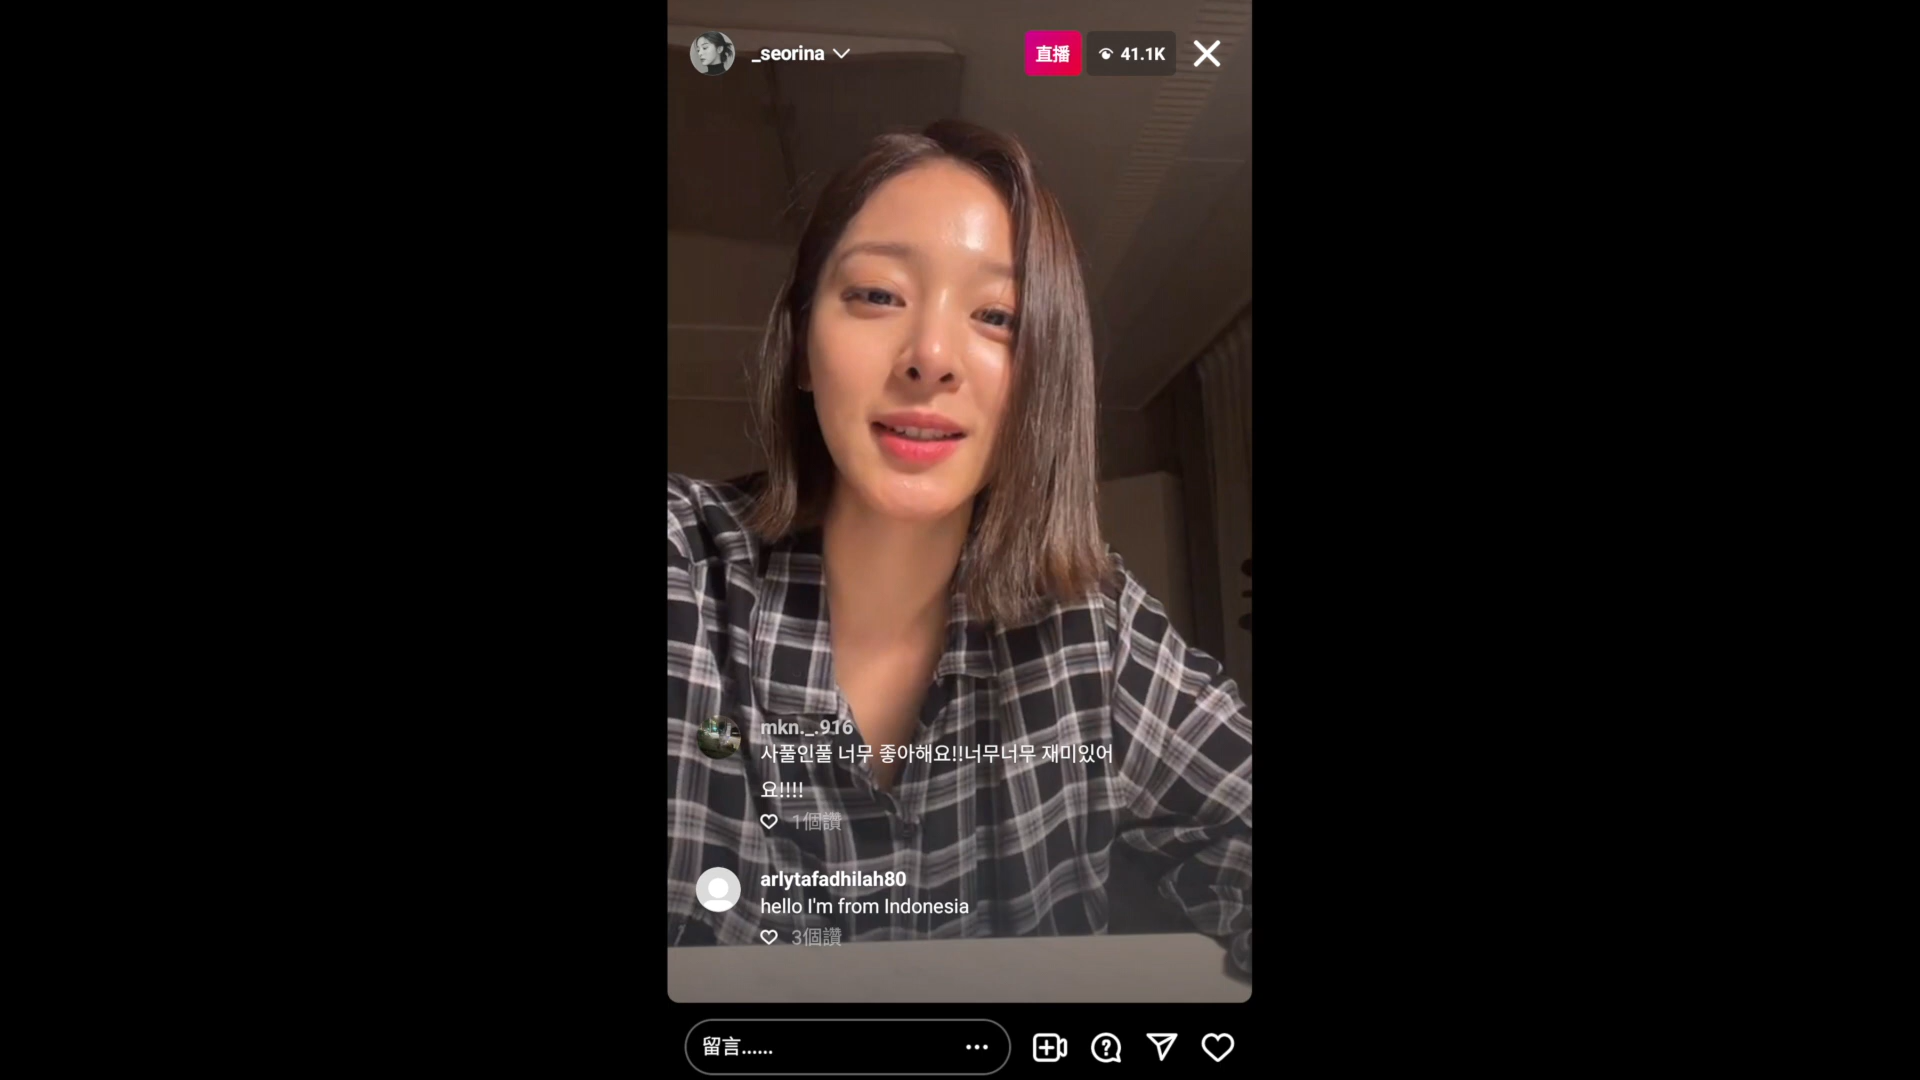 _seorina
直播
41.1K
mkn._.916
사풀인풀 너무 좋아해요!!너무너무 재미있어
요!!!!
1個讚
arlytafadhilah80
hello I'm from Indonesia
3個讚
留言......